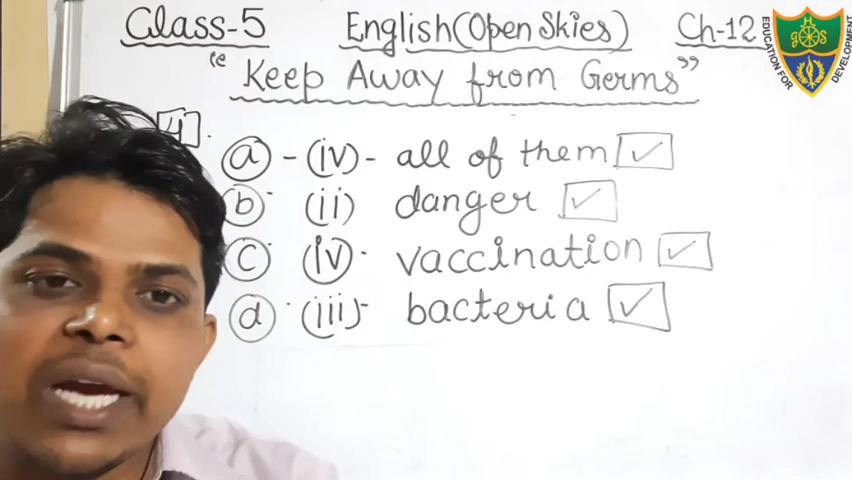 Class-5 English(Open Skies) Ch-12
"Keep Away from Germs"
4.
a - (iv) - all of them ✓
b (ii) danger ✓
c (iv) vaccination ✓
d (iii) - bacteria ✓
GHS
EDUCATION FOR DEVELOPMENT